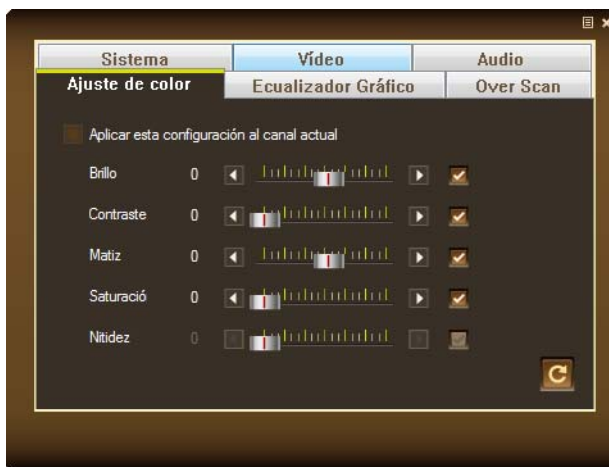 Sistema Vídeo Audio
Ajuste de color Ecualizador Gráfico Over Scan
Aplicar esta configuración al canal actual
Brillo 0
Contraste 0
Matiz 0
Saturació 0
Nitidez 0